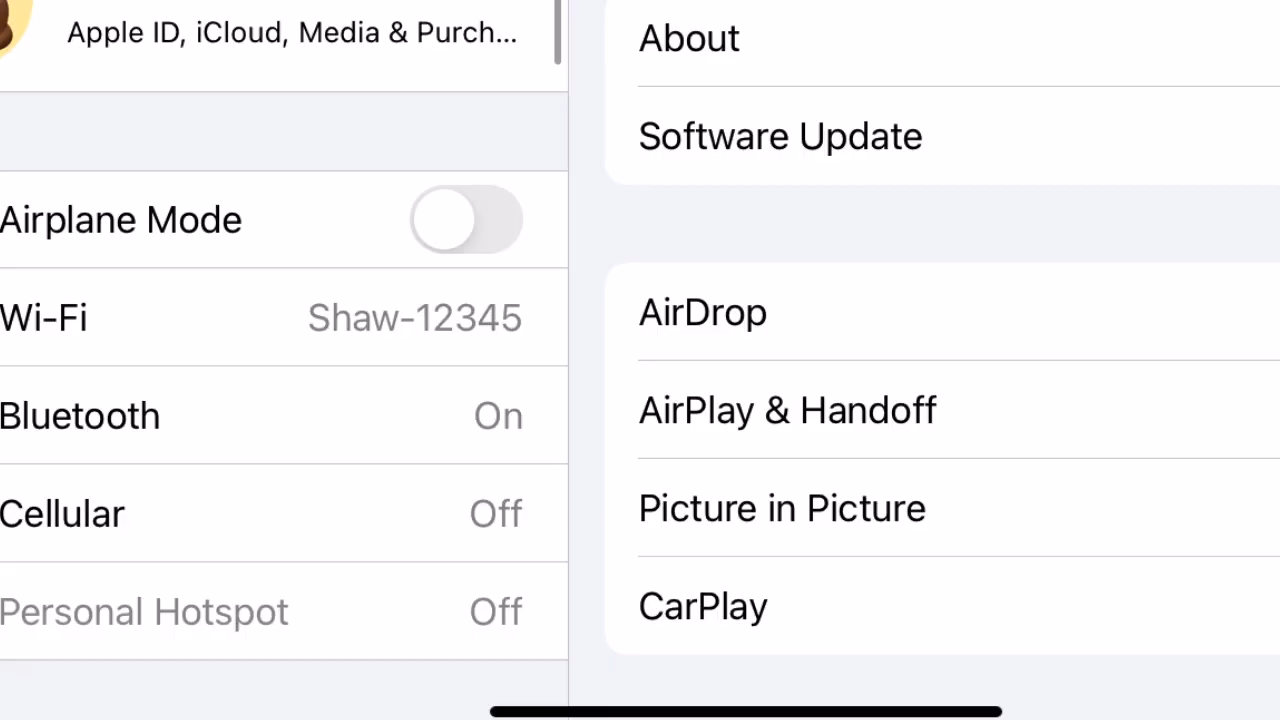 Apple ID, iCloud, Media & Purch...
Airplane Mode
Wi-Fi Shaw-12345
Bluetooth On
Cellular Off
Personal Hotspot Off
About
Software Update
AirDrop
AirPlay & Handoff
Picture in Picture
CarPlay